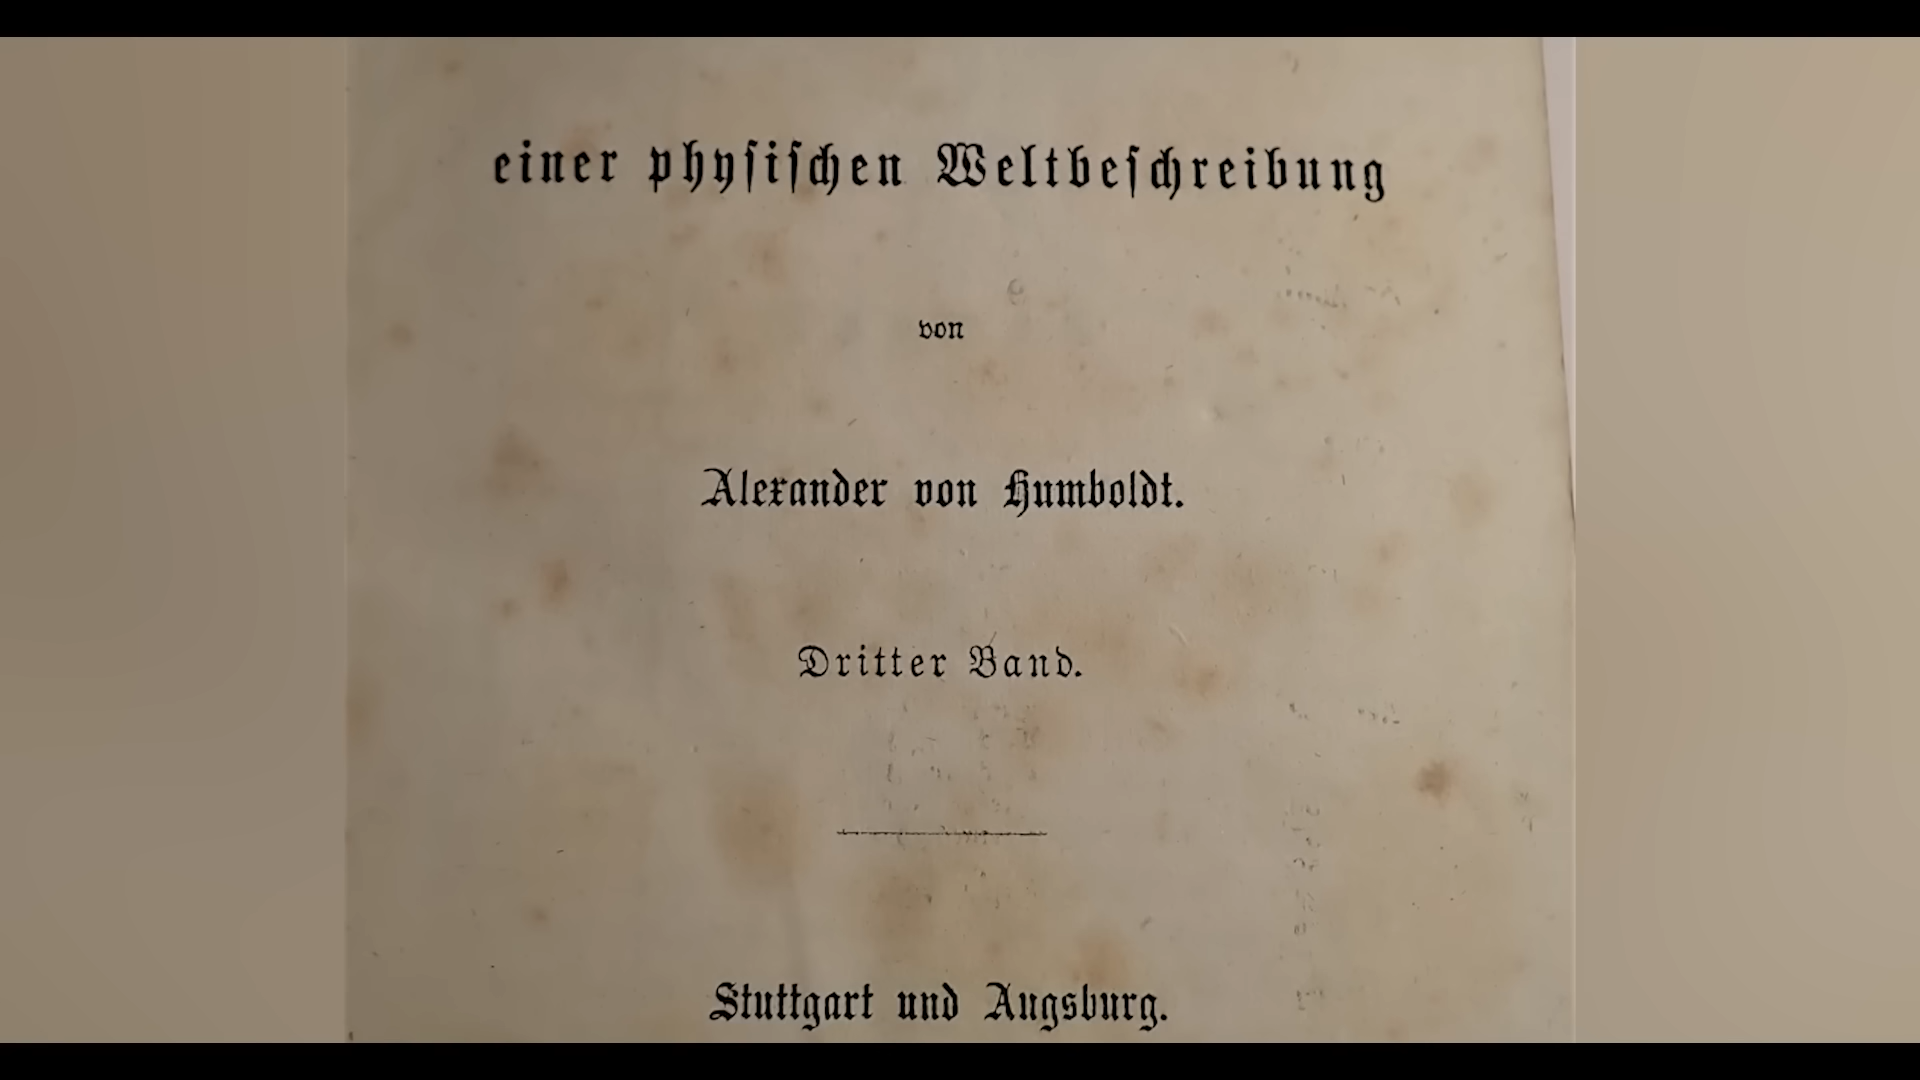 einer phyſiſchen Weltbeſchreibung
von
Alexander von Humboldt.
Dritter Band.
Stuttgart und Augsburg.